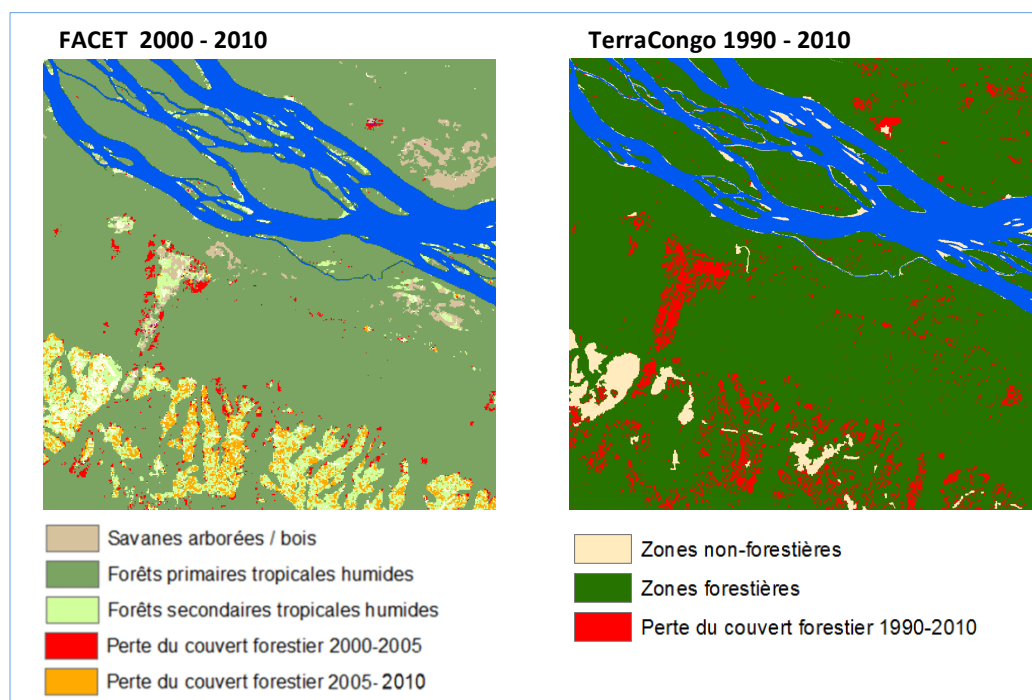 FACET 2000 - 2010
TerraCongo 1990 - 2010
Savanes arborées / bois
Forêts primaires tropicales humides
Forêts secondaires tropicales humides
Perte du couvert forestier 2000-2005
Perte du couvert forestier 2005- 2010
Zones non-forestières
Zones forestières
Perte du couvert forestier 1990-2010